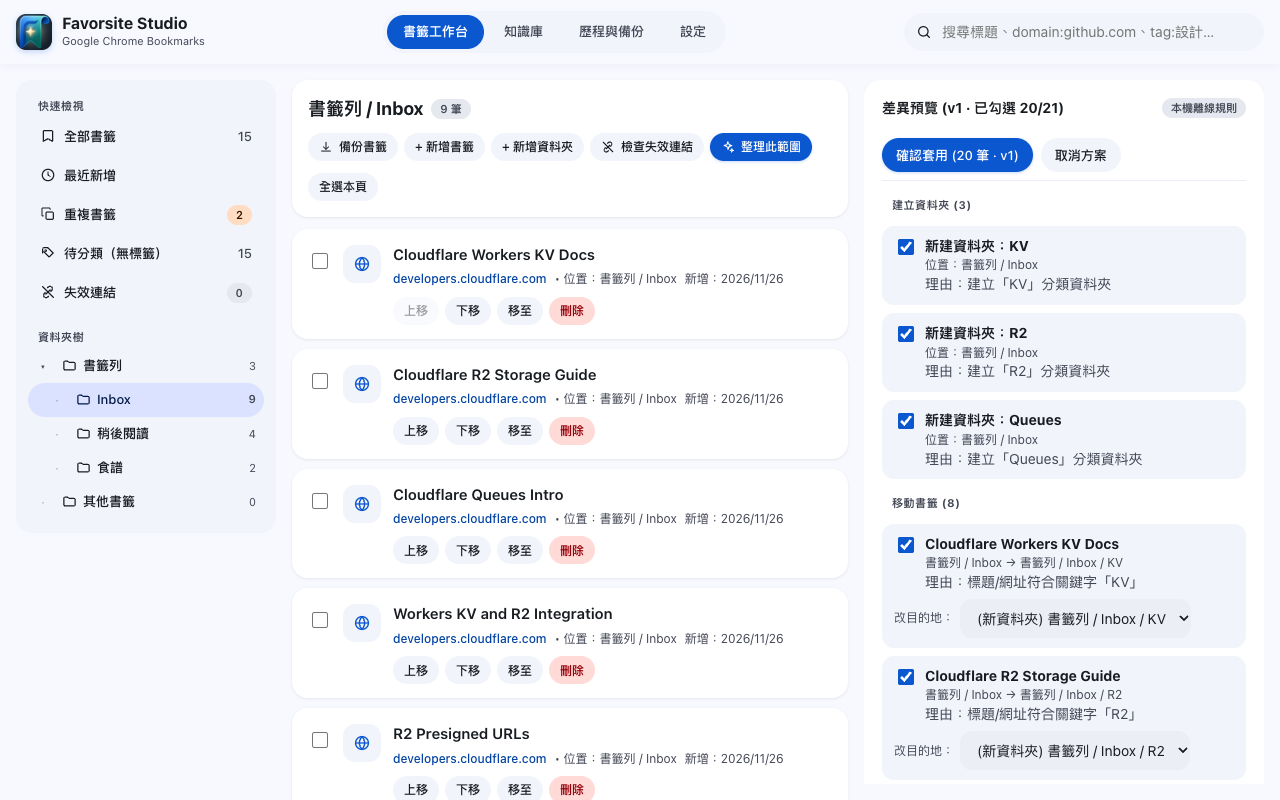 Favorsite Studio
Google Chrome Bookmarks
書籤工作台
知識庫
歷程與備份
設定
搜尋標題、domain:github.com、tag:設計...
快速檢視
全部書籤 15
最近新增
重複書籤 2
待分類（無標籤） 15
失效連結 0
資料夾樹
書籤列 3
Inbox 9
稍後閱讀 4
食譜 2
其他書籤 0
書籤列 / Inbox 9 筆
備份書籤 + 新增書籤 + 新增資料夾 檢查失效連結 整理此範圍
全選本頁
Cloudflare Workers KV Docs
developers.cloudflare.com • 位置：書籤列 / Inbox 新增：2026/11/26
上移 下移 移至 刪除
Cloudflare R2 Storage Guide
developers.cloudflare.com • 位置：書籤列 / Inbox 新增：2026/11/26
上移 下移 移至 刪除
Cloudflare Queues Intro
developers.cloudflare.com • 位置：書籤列 / Inbox 新增：2026/11/26
上移 下移 移至 刪除
Workers KV and R2 Integration
developers.cloudflare.com • 位置：書籤列 / Inbox 新增：2026/11/26
上移 下移 移至 刪除
R2 Presigned URLs
developers.cloudflare.com • 位置：書籤列 / Inbox 新增：2026/11/26
上移 下移 移至 刪除
差異預覽 (v1 · 已勾選 20/21) 本機離線規則
確認套用 (20 筆 · v1) 取消方案
建立資料夾 (3)
新建資料夾：KV
位置：書籤列 / Inbox
理由：建立「KV」分類資料夾
新建資料夾：R2
位置：書籤列 / Inbox
理由：建立「R2」分類資料夾
新建資料夾：Queues
位置：書籤列 / Inbox
理由：建立「Queues」分類資料夾
移動書籤 (8)
Cloudflare Workers KV Docs
書籤列 / Inbox → 書籤列 / Inbox / KV
理由：標題/網址符合關鍵字「KV」
改目的地： (新資料夾) 書籤列 / Inbox / KV
Cloudflare R2 Storage Guide
書籤列 / Inbox → 書籤列 / Inbox / R2
理由：標題/網址符合關鍵字「R2」
改目的地： (新資料夾) 書籤列 / Inbox / R2